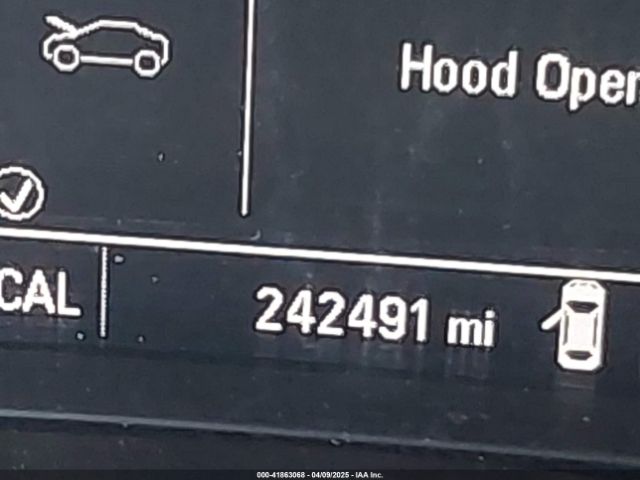 Hood Open
CAL
242491 mi
000-41863068 - 04/09/2025 - IAA Inc.